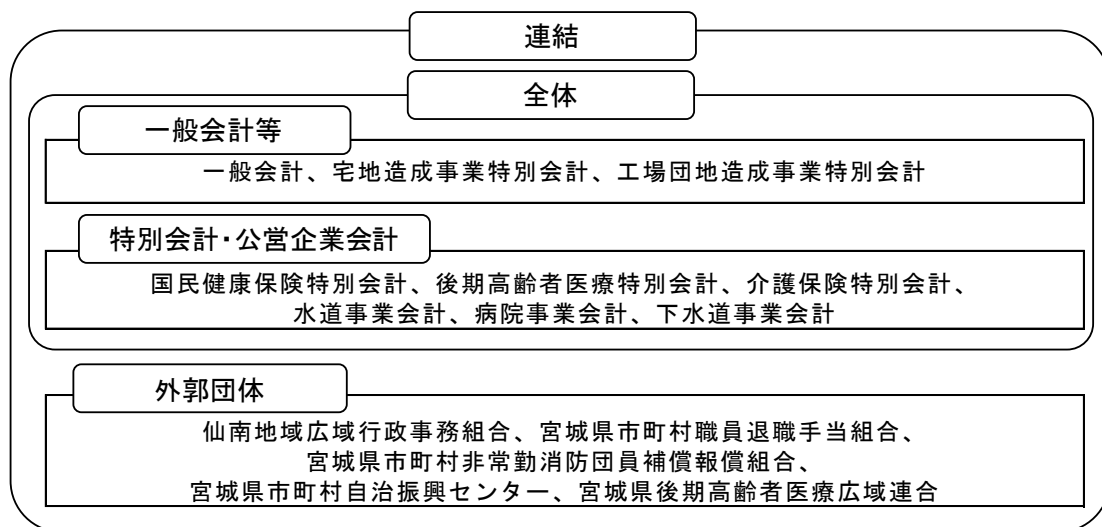 連結
全体
一般会計等
一般会計、宅地造成事業特別会計、工場団地造成事業特別会計
特別会計・公営企業会計
国民健康保険特別会計、後期高齢者医療特別会計、介護保険特別会計、
水道事業会計、病院事業会計、下水道事業会計
外郭団体
仙南地域広域行政事務組合、宮城県市町村職員退職手当組合、
宮城県市町村非常勤消防団員補償報償組合、
宮城県市町村自治振興センター、宮城県後期高齢者医療広域連合